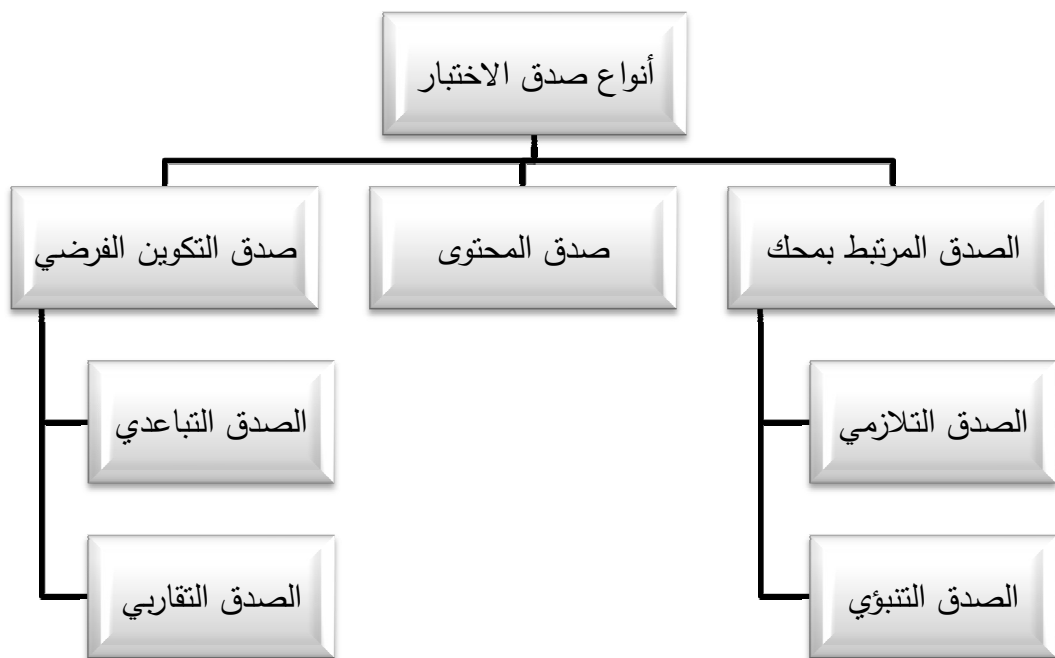 أنواع صدق الاختبار
الصدق المرتبط بمحك
صدق المحتوى
صدق التكوين الفرضي
الصدق التلازمي
الصدق التباعدي
الصدق التنبؤي
الصدق التقاربي